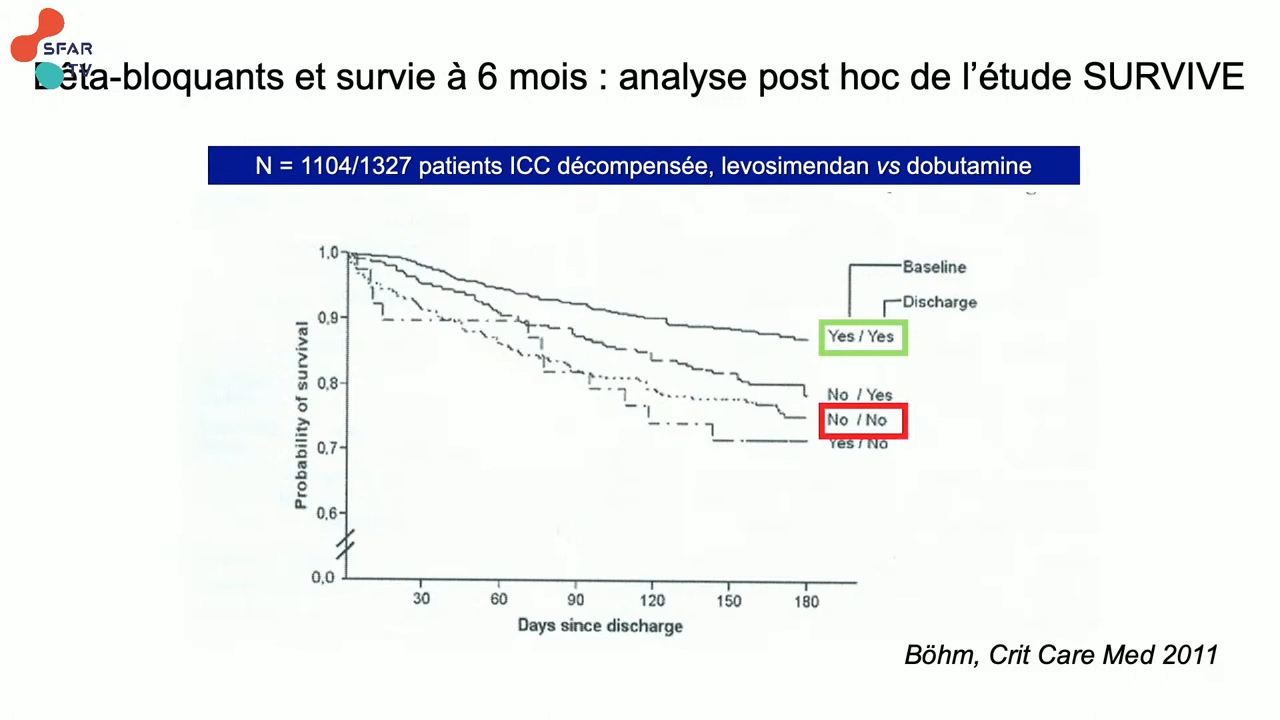 SFAR
TV
Bêta-bloquants et survie à 6 mois : analyse post hoc de l’étude SURVIVE
N = 1104/1327 patients ICC décompensée, levosimendan vs dobutamine
Probability of survival
1,0
0,9
0,8
0,7
0,6
0,0
Baseline
Discharge
Yes / Yes
No / Yes
No / No
Yes / No
30 60 90 120 150 180
Days since discharge
Böhm, Crit Care Med 2011